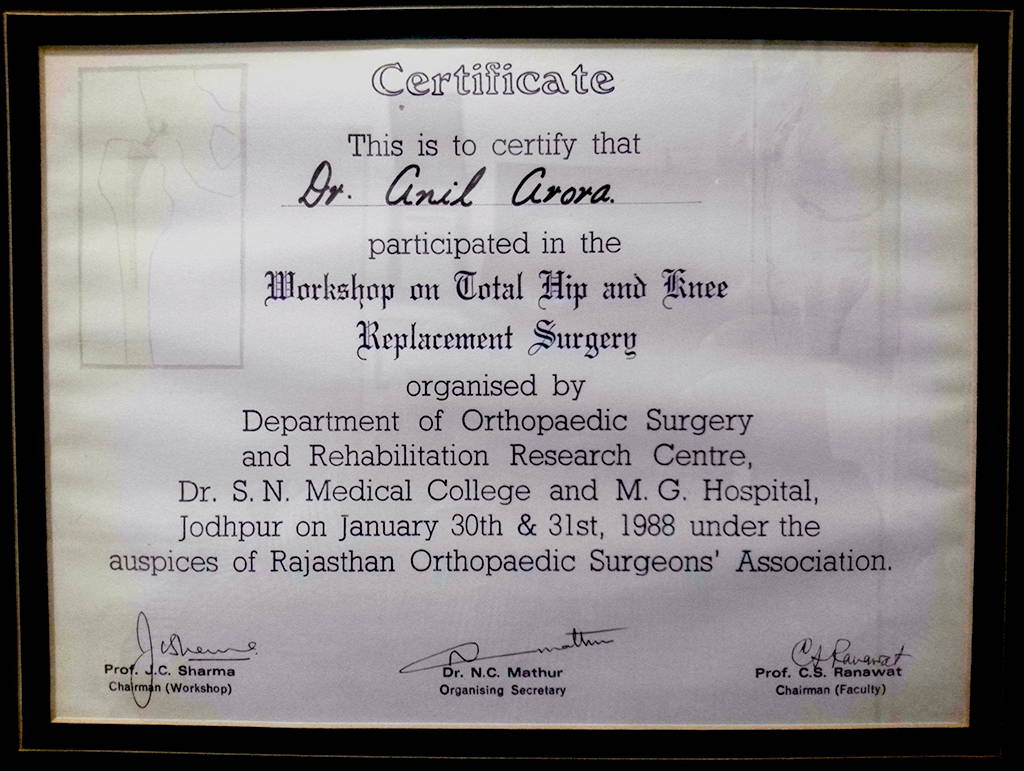 Certificate
This is to certify that
Dr. Anil Arora.
participated in the
Workshop on Total Hip and Knee
Replacement Surgery
organised by
Department of Orthopaedic Surgery
and Rehabilitation Research Centre,
Dr. S. N. Medical College and M. G. Hospital,
Jodhpur on January 30th & 31st, 1988 under the
auspices of Rajasthan Orthopaedic Surgeons' Association.
JCSharma
Mathur
CSRanawat
Prof. J.C. Sharma
Dr. N.C. Mathur
Prof. C.S. Ranawat
Chairman (Workshop)
Organising Secretary
Chairman (Faculty)